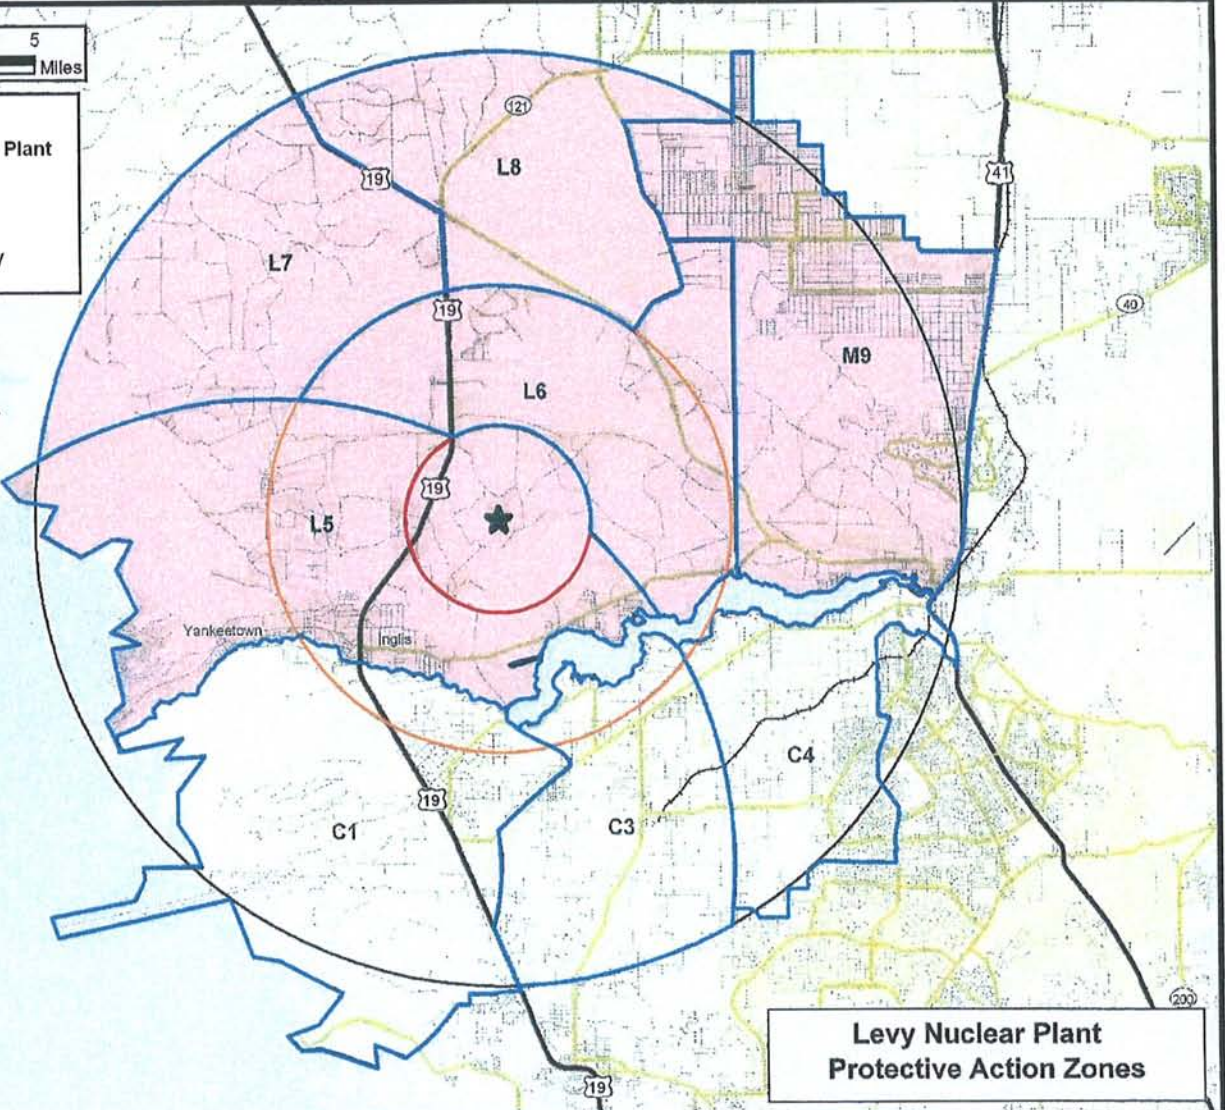 5
Miles
Plant
121
L8
19
41
L7
19
40
L6
M9
19
L5
Yankeetown
Inglis
C4
19
C3
C1
200
Levy Nuclear Plant
Protective Action Zones
19